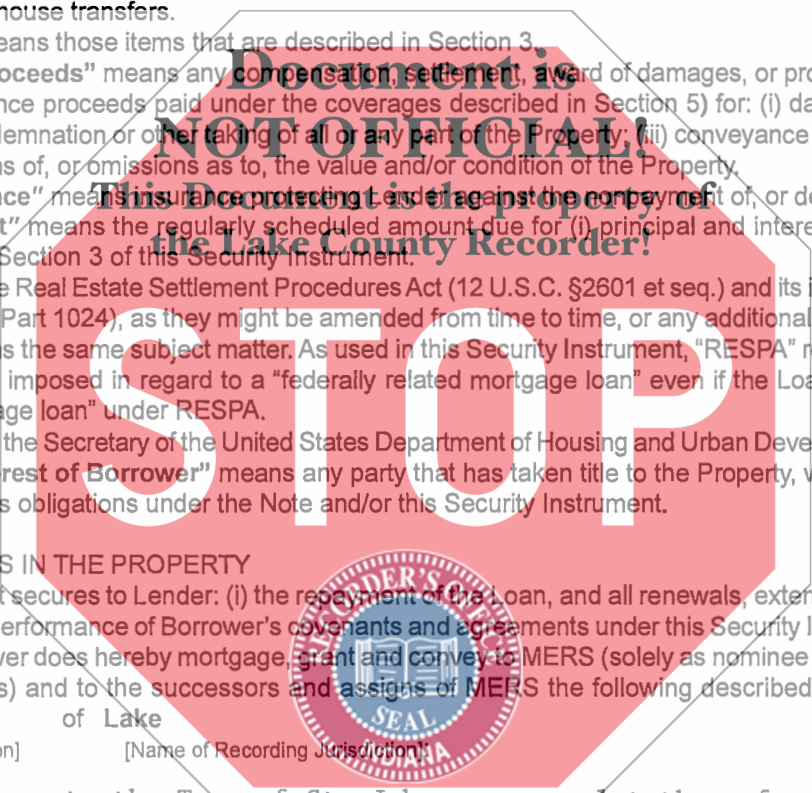 house transfers.
eans those items that are described in Section 3.
Document is
oceeds” means any compensation, settlement, award of damages, or pro
nce proceeds paid under the coverages described in Section 5) for: (i) da
NOT OFFICIAL!
lemnation or other taking of all or any part of the Property; (iii) conveyance
ns of, or omissions as to, the value and/or condition of the Property.
This Document is the property of
ce” means insurance protecting Lender against the nonpayment of, or de
t” means the regularly scheduled amount due for (i) principal and intere
the Lake County Recorder!
Section 3 of this Security Instrument.
e Real Estate Settlement Procedures Act (12 U.S.C. §2601 et seq.) and its i
Part 1024), as they might be amended from time to time, or any additional
s the same subject matter. As used in this Security Instrument, “RESPA” r
imposed in regard to a “federally related mortgage loan” even if the Loa
age loan” under RESPA.
STOP
the Secretary of the United States Department of Housing and Urban Deve
rest of Borrower” means any party that has taken title to the Property, w
s obligations under the Note and/or this Security Instrument.
S IN THE PROPERTY
t secures to Lender: (i) the repayment of the Loan, and all renewals, exten
erformance of Borrower’s covenants and agreements under this Security I
ver does hereby mortgage, grant and convey to MERS (solely as nominee
s) and to the successors and assigns of MERS the following described
RECORDER'S OFFICE
SEAL
INDIANA
of Lake
on] [Name of Recording Jurisdiction]: